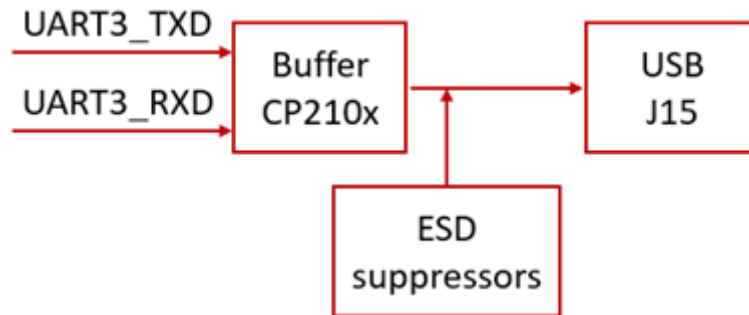 UART3_TXD
UART3_RXD
Buffer
CP210x
USB
J15
ESD
suppressors